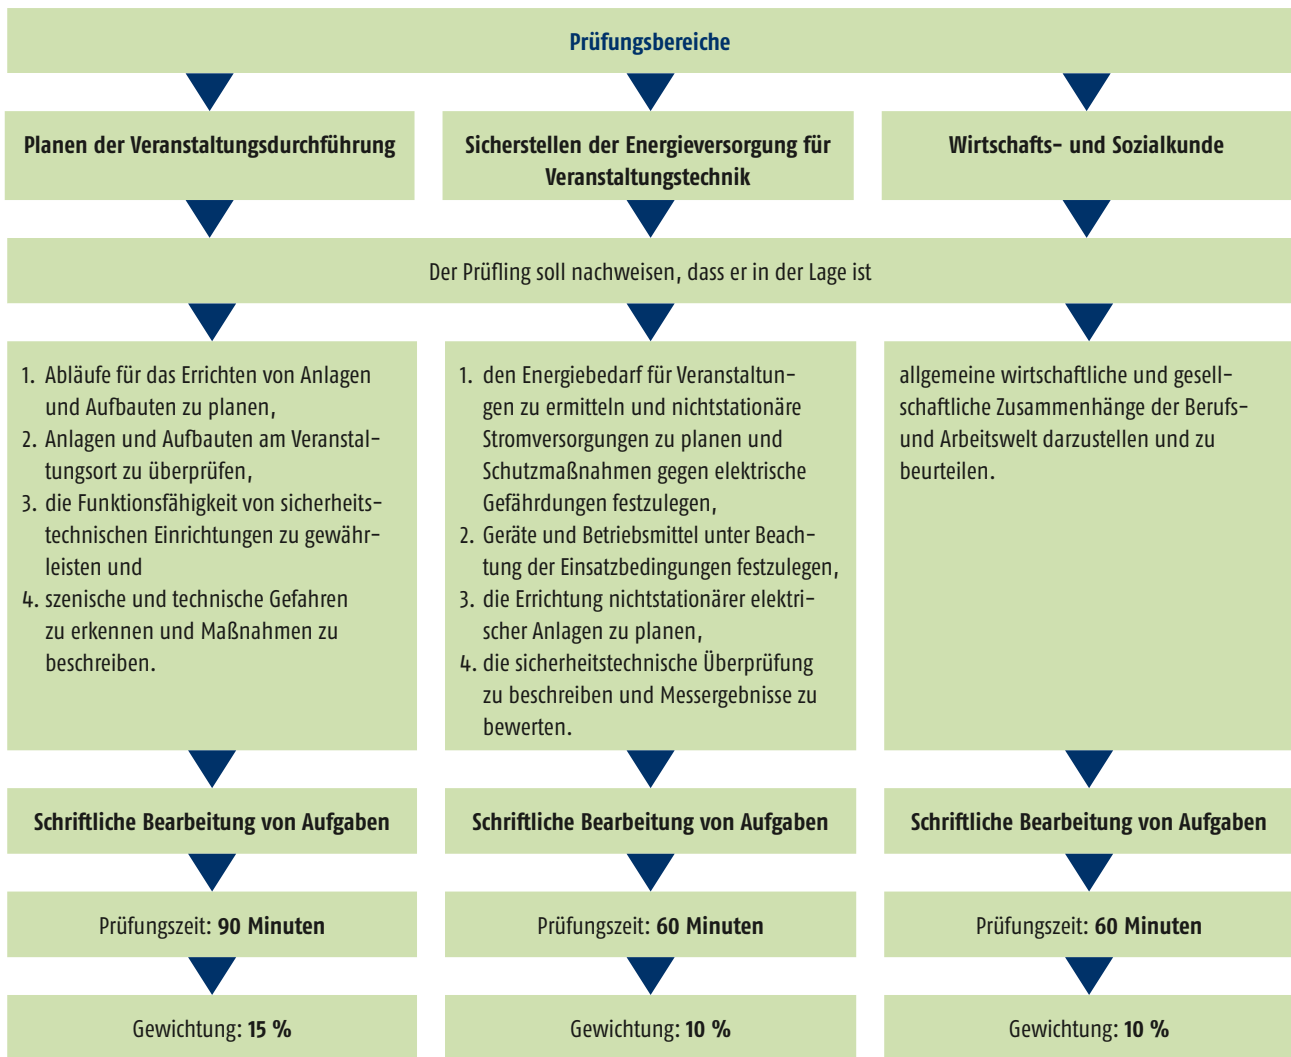 Prüfungsbereiche
Planen der Veranstaltungsdurchführung
Sicherstellen der Energieversorgung für
Veranstaltungstechnik
Wirtschafts- und Sozialkunde
Der Prüfling soll nachweisen, dass er in der Lage ist
1. Abläufe für das Errichten von Anlagen
und Aufbauten zu planen,
2. Anlagen und Aufbauten am Veranstal-
tungsort zu überprüfen,
3. die Funktionsfähigkeit von sicherheits-
technischen Einrichtungen zu gewähr-
leisten und
4. szenische und technische Gefahren
zu erkennen und Maßnahmen zu
beschreiben.
1. den Energiebedarf für Veranstaltun-
gen zu ermitteln und nichtstationäre
Stromversorgungen zu planen und
Schutzmaßnahmen gegen elektrische
Gefährdungen festzulegen,
2. Geräte und Betriebsmittel unter Beach-
tung der Einsatzbedingungen festzulegen,
3. die Errichtung nichtstationärer elektri-
scher Anlagen zu planen,
4. die sicherheitstechnische Überprüfung
zu beschreiben und Messergebnisse zu
bewerten.
allgemeine wirtschaftliche und gesell-
schaftliche Zusammenhänge der Berufs-
und Arbeitswelt darzustellen und zu
beurteilen.
Schriftliche Bearbeitung von Aufgaben
Schriftliche Bearbeitung von Aufgaben
Schriftliche Bearbeitung von Aufgaben
Prüfungszeit: 90 Minuten
Prüfungszeit: 60 Minuten
Prüfungszeit: 60 Minuten
Gewichtung: 15 %
Gewichtung: 10 %
Gewichtung: 10 %